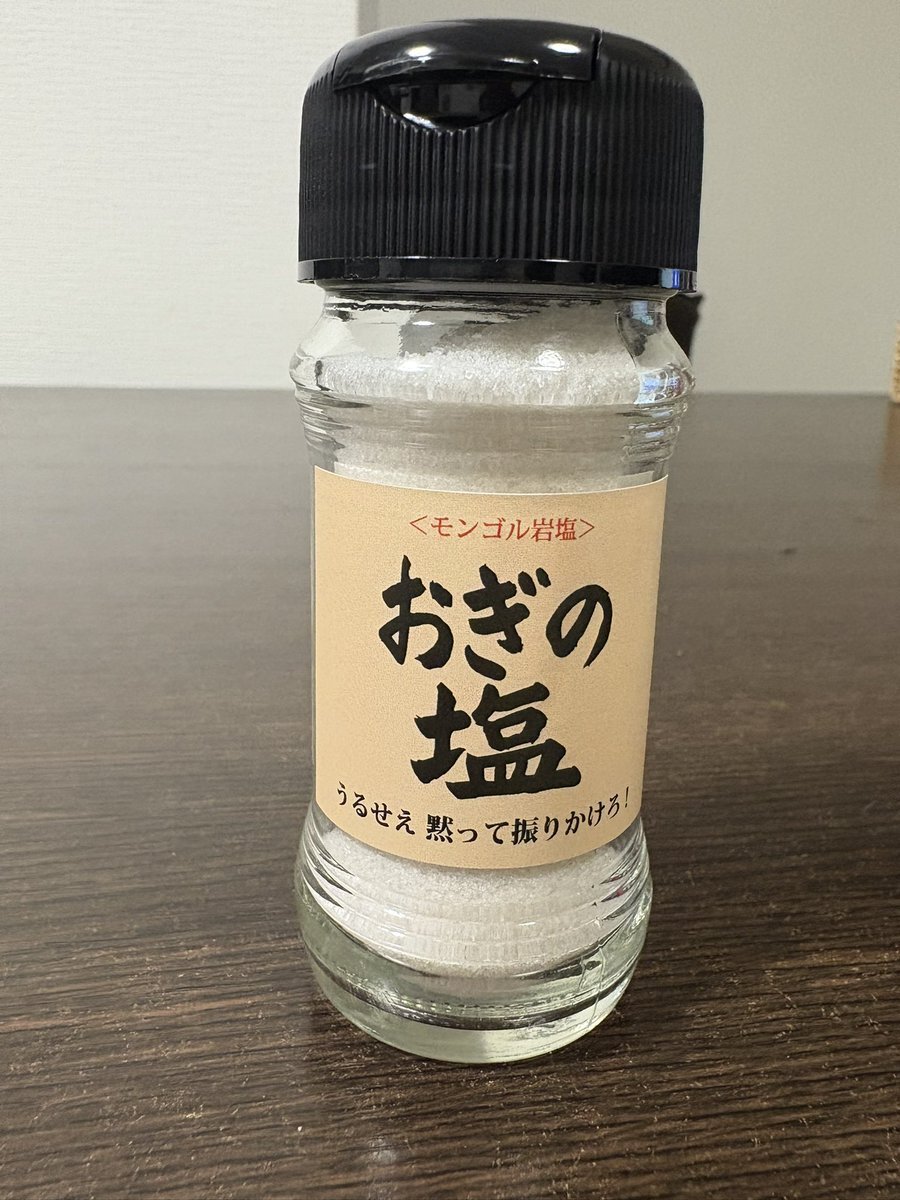 <モンゴル岩塩>
おぎの
塩
うるせえ 黙って振りかけろ!